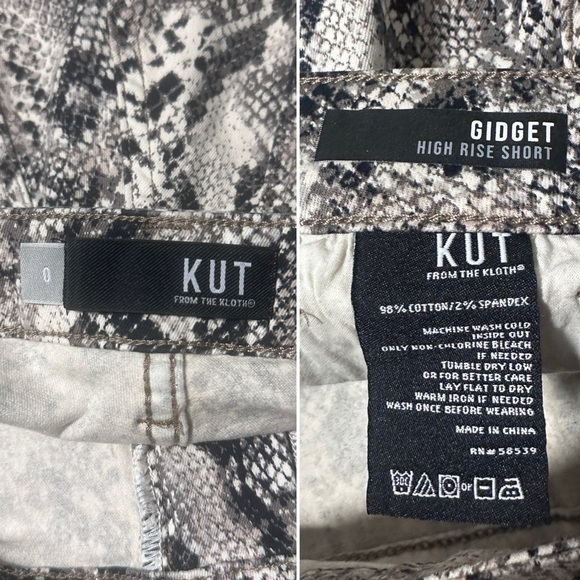 GIDGET
HIGH RISE SHORT
0
KUT
FROM THE KLOTH®
KUT
FROM THE KLOTH®
98% COTTON/2% SPANDEX
MACHINE WASH COLD
INSIDE OUT
ONLY NON-CHLORINE BLEACH
IF NEEDED
TUMBLE DRY LOW
OR FOR BETTER CARE
LAY FLAT TO DRY
WARM IRON IF NEEDED
WASH ONCE BEFORE WEARING
MADE IN CHINA
RN# 58539
30C
or